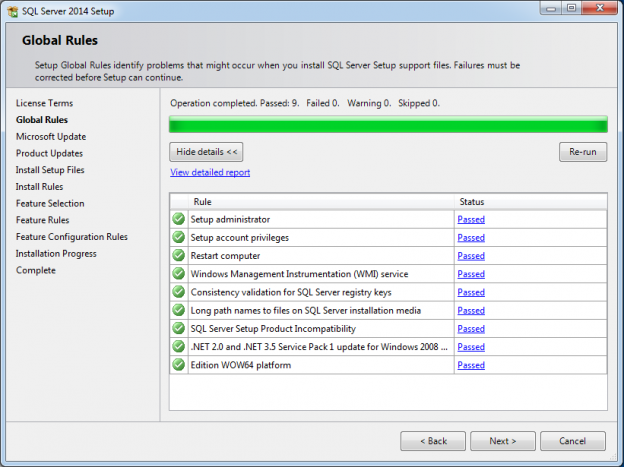 SQL Server 2014 Setup
Global Rules
Setup Global Rules identify problems that might occur when you install SQL Server Setup support files. Failures must be
corrected before Setup can continue.
License Terms
Global Rules
Microsoft Update
Product Updates
Install Setup Files
Install Rules
Feature Selection
Feature Rules
Feature Configuration Rules
Installation Progress
Complete
Operation completed. Passed: 9. Failed 0. Warning 0. Skipped 0.
Hide details <<
Re-run
View detailed report
Rule Status
Setup administrator Passed
Setup account privileges Passed
Restart computer Passed
Windows Management Instrumentation (WMI) service Passed
Consistency validation for SQL Server registry keys Passed
Long path names to files on SQL Server installation media Passed
SQL Server Setup Product Incompatibility Passed
.NET 2.0 and .NET 3.5 Service Pack 1 update for Windows 2008 ... Passed
Edition WOW64 platform Passed
< Back Next > Cancel